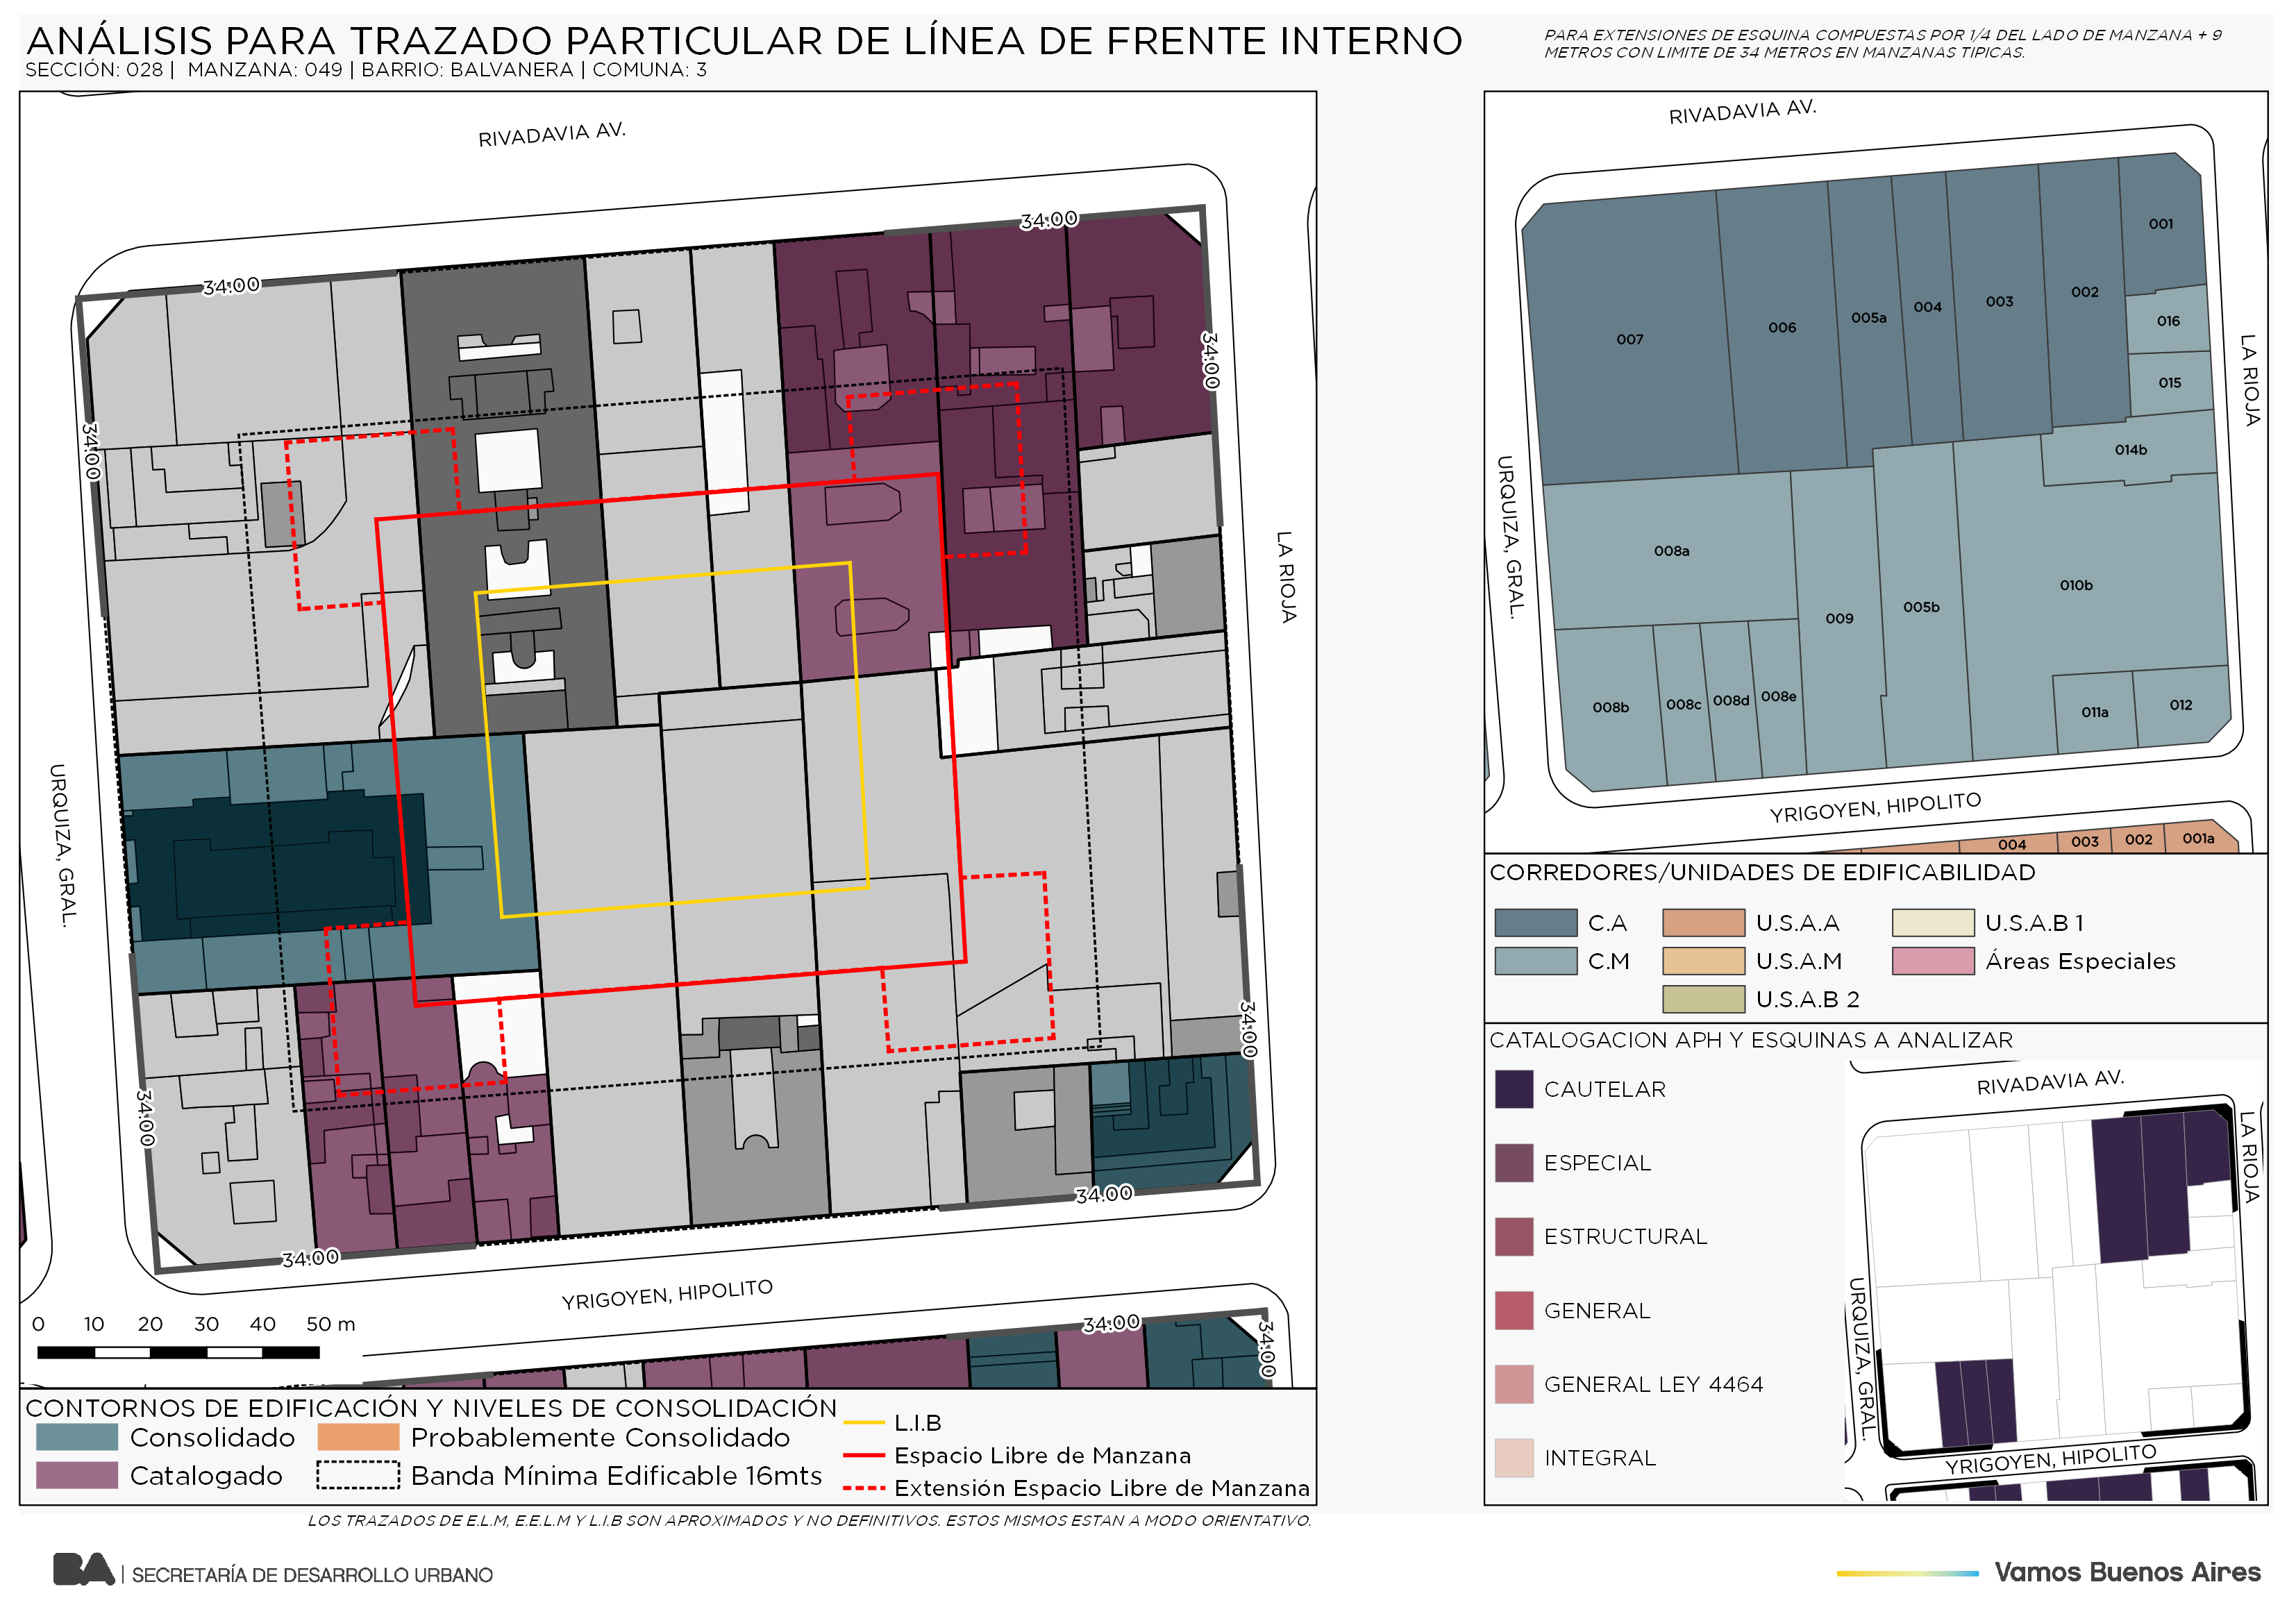 ANÁLISIS PARA TRAZADO PARTICULAR DE LÍNEA DE FRENTE INTERNO
SECCIÓN: 028 | MANZANA: 049 | BARRIO: BALVANERA | COMUNA: 3
PARA EXTENSIONES DE ESQUINA COMPUESTAS POR 1/4 DEL LADO DE MANZANA + 9
METROS CON LIMITE DE 34 METROS EN MANZANAS TIPICAS.
RIVADAVIA AV.
34.00
34.00
34.00
34.00
LA RIOJA
URQUIZA, GRAL.
34.00
34.00
34.00
34.00
YRIGOYEN, HIPOLITO
34.00
34.00
0 10 20 30 40 50 m
CONTORNOS DE EDIFICACIÓN Y NIVELES DE CONSOLIDACIÓN
Consolidado
Probablemente Consolidado
Catalogado
Banda Mínima Edificable 16mts
L.I.B
Espacio Libre de Manzana
Extensión Espacio Libre de Manzana
LOS TRAZADOS DE E.L.M, E.E.L.M Y L.I.B SON APROXIMADOS Y NO DEFINITIVOS. ESTOS MISMOS ESTAN A MODO ORIENTATIVO.
RIVADAVIA AV.
001
002
003
004
005a
006
007
016
015
014b
LA RIOJA
URQUIZA, GRAL.
008a
009
005b
010b
008b
008c
008d
008e
011a
012
YRIGOYEN, HIPOLITO
004
003
002
001a
CORREDORES/UNIDADES DE EDIFICABILIDAD
C.A
U.S.A.A
U.S.A.B 1
C.M
U.S.A.M
Áreas Especiales
U.S.A.B 2
CATALOGACION APH Y ESQUINAS A ANALIZAR
CAUTELAR
ESPECIAL
ESTRUCTURAL
GENERAL
GENERAL LEY 4464
INTEGRAL
RIVADAVIA AV.
LA RIOJA
URQUIZA, GRAL.
YRIGOYEN, HIPOLITO
BA | SECRETARÍA DE DESARROLLO URBANO
Vamos Buenos Aires